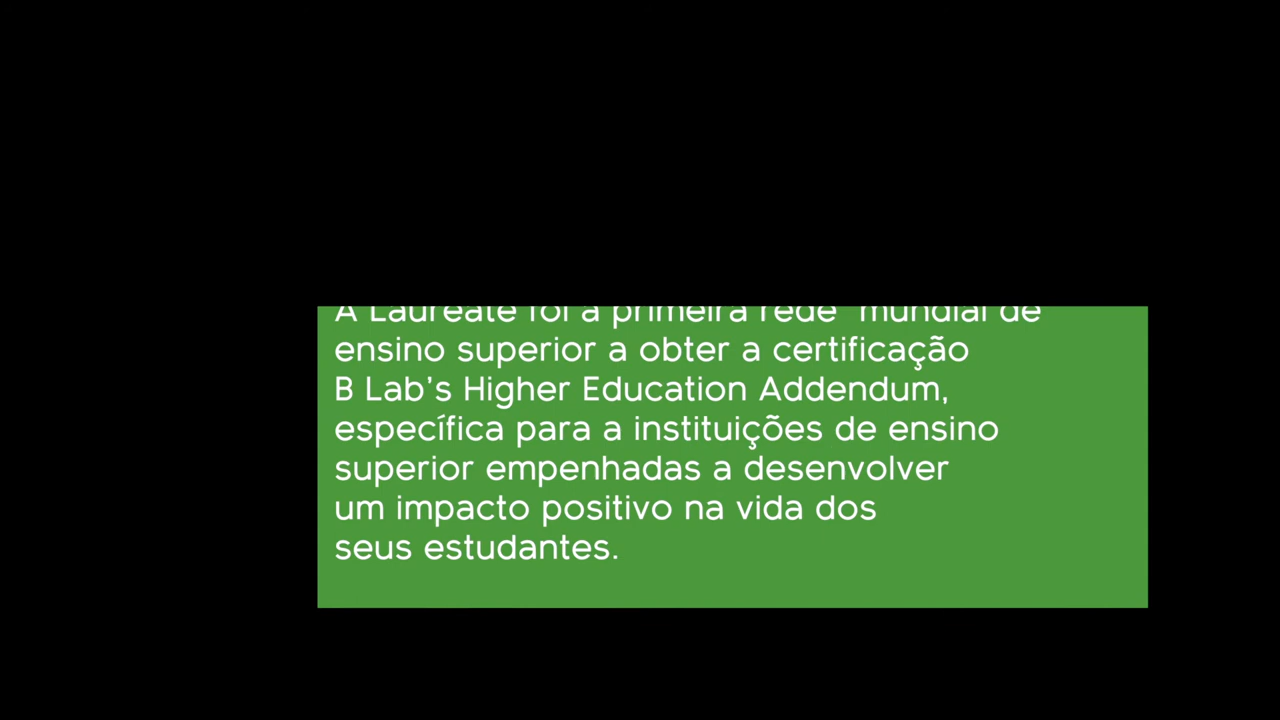 A Laureate foi a primeira rede mundial de
ensino superior a obter a certificação
B Lab’s Higher Education Addendum,
específica para a instituições de ensino
superior empenhadas a desenvolver
um impacto positivo na vida dos
seus estudantes.